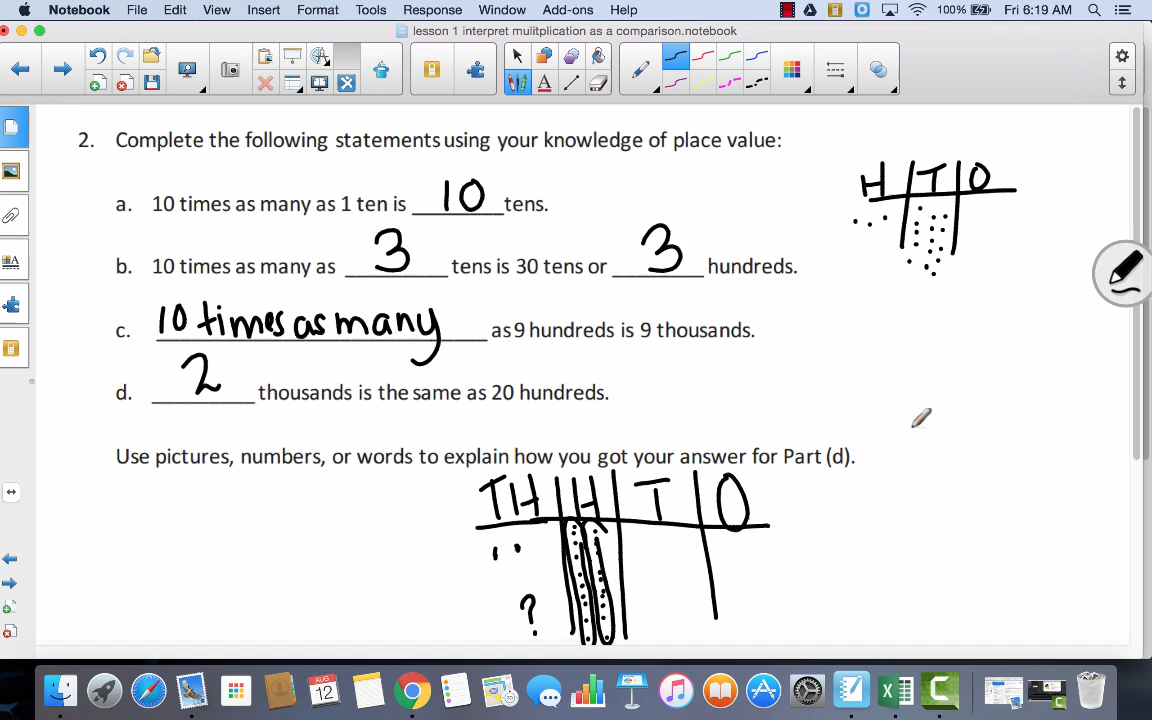 Notebook File Edit View Insert Format Tools Response Window Add-ons Help 100% Fri 6:19 AM
lesson 1 interpret mulitplication as a comparison.notebook
2. Complete the following statements using your knowledge of place value:
H T O
a. 10 times as many as 1 ten is 10 tens.
b. 10 times as many as 3 tens is 30 tens or 3 hundreds.
c. 10 times as many as 9 hundreds is 9 thousands.
d. 2 thousands is the same as 20 hundreds.
Use pictures, numbers, or words to explain how you got your answer for Part (d).
TH H T O
?
AUG
12